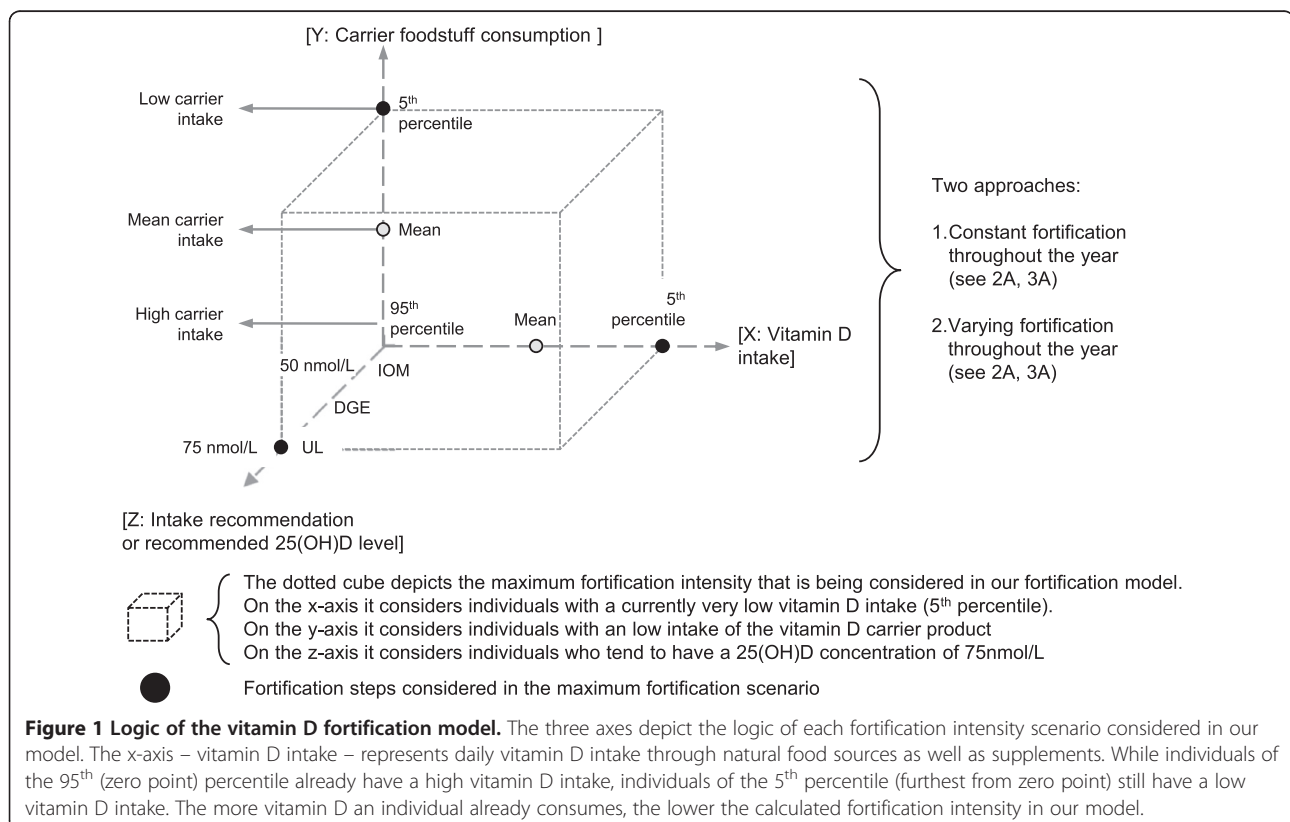 [Y: Carrier foodstuff consumption ]
Low carrier
intake
5th
percentile
Mean carrier
intake
Mean
High carrier
intake
95th
percentile
Mean
5th
percentile
[X: Vitamin D
intake]
50 nmol/L
IOM
DGE
75 nmol/L
UL
[Z: Intake recommendation
or recommended 25(OH)D level]
Two approaches:
1.Constant fortification
throughout the year
(see 2A, 3A)
2.Varying fortification
throughout the year
(see 2A, 3A)
The dotted cube depicts the maximum fortification intensity that is being considered in our fortification model.
On the x-axis it considers individuals with a currently very low vitamin D intake (5th percentile).
On the y-axis it considers individuals with an low intake of the vitamin D carrier product
On the z-axis it considers individuals who tend to have a 25(OH)D concentration of 75nmol/L
Fortification steps considered in the maximum fortification scenario
Figure 1 Logic of the vitamin D fortification model. The three axes depict the logic of each fortification intensity scenario considered in our
model. The x-axis – vitamin D intake – represents daily vitamin D intake through natural food sources as well as supplements. While individuals of
the 95th (zero point) percentile already have a high vitamin D intake, individuals of the 5th percentile (furthest from zero point) still have a low
vitamin D intake. The more vitamin D an individual already consumes, the lower the calculated fortification intensity in our model.